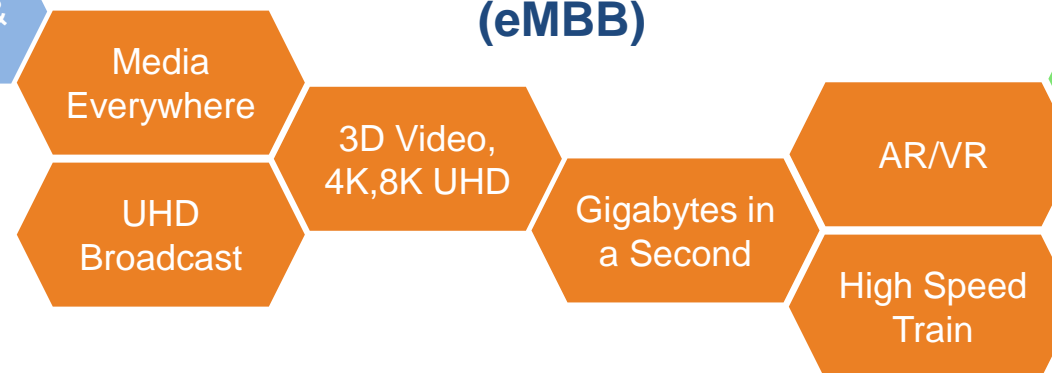 &
(eMBB)
Media
Everywhere
3D Video,
4K,8K UHD
AR/VR
UHD
Broadcast
Gigabytes in
a Second
High Speed
Train